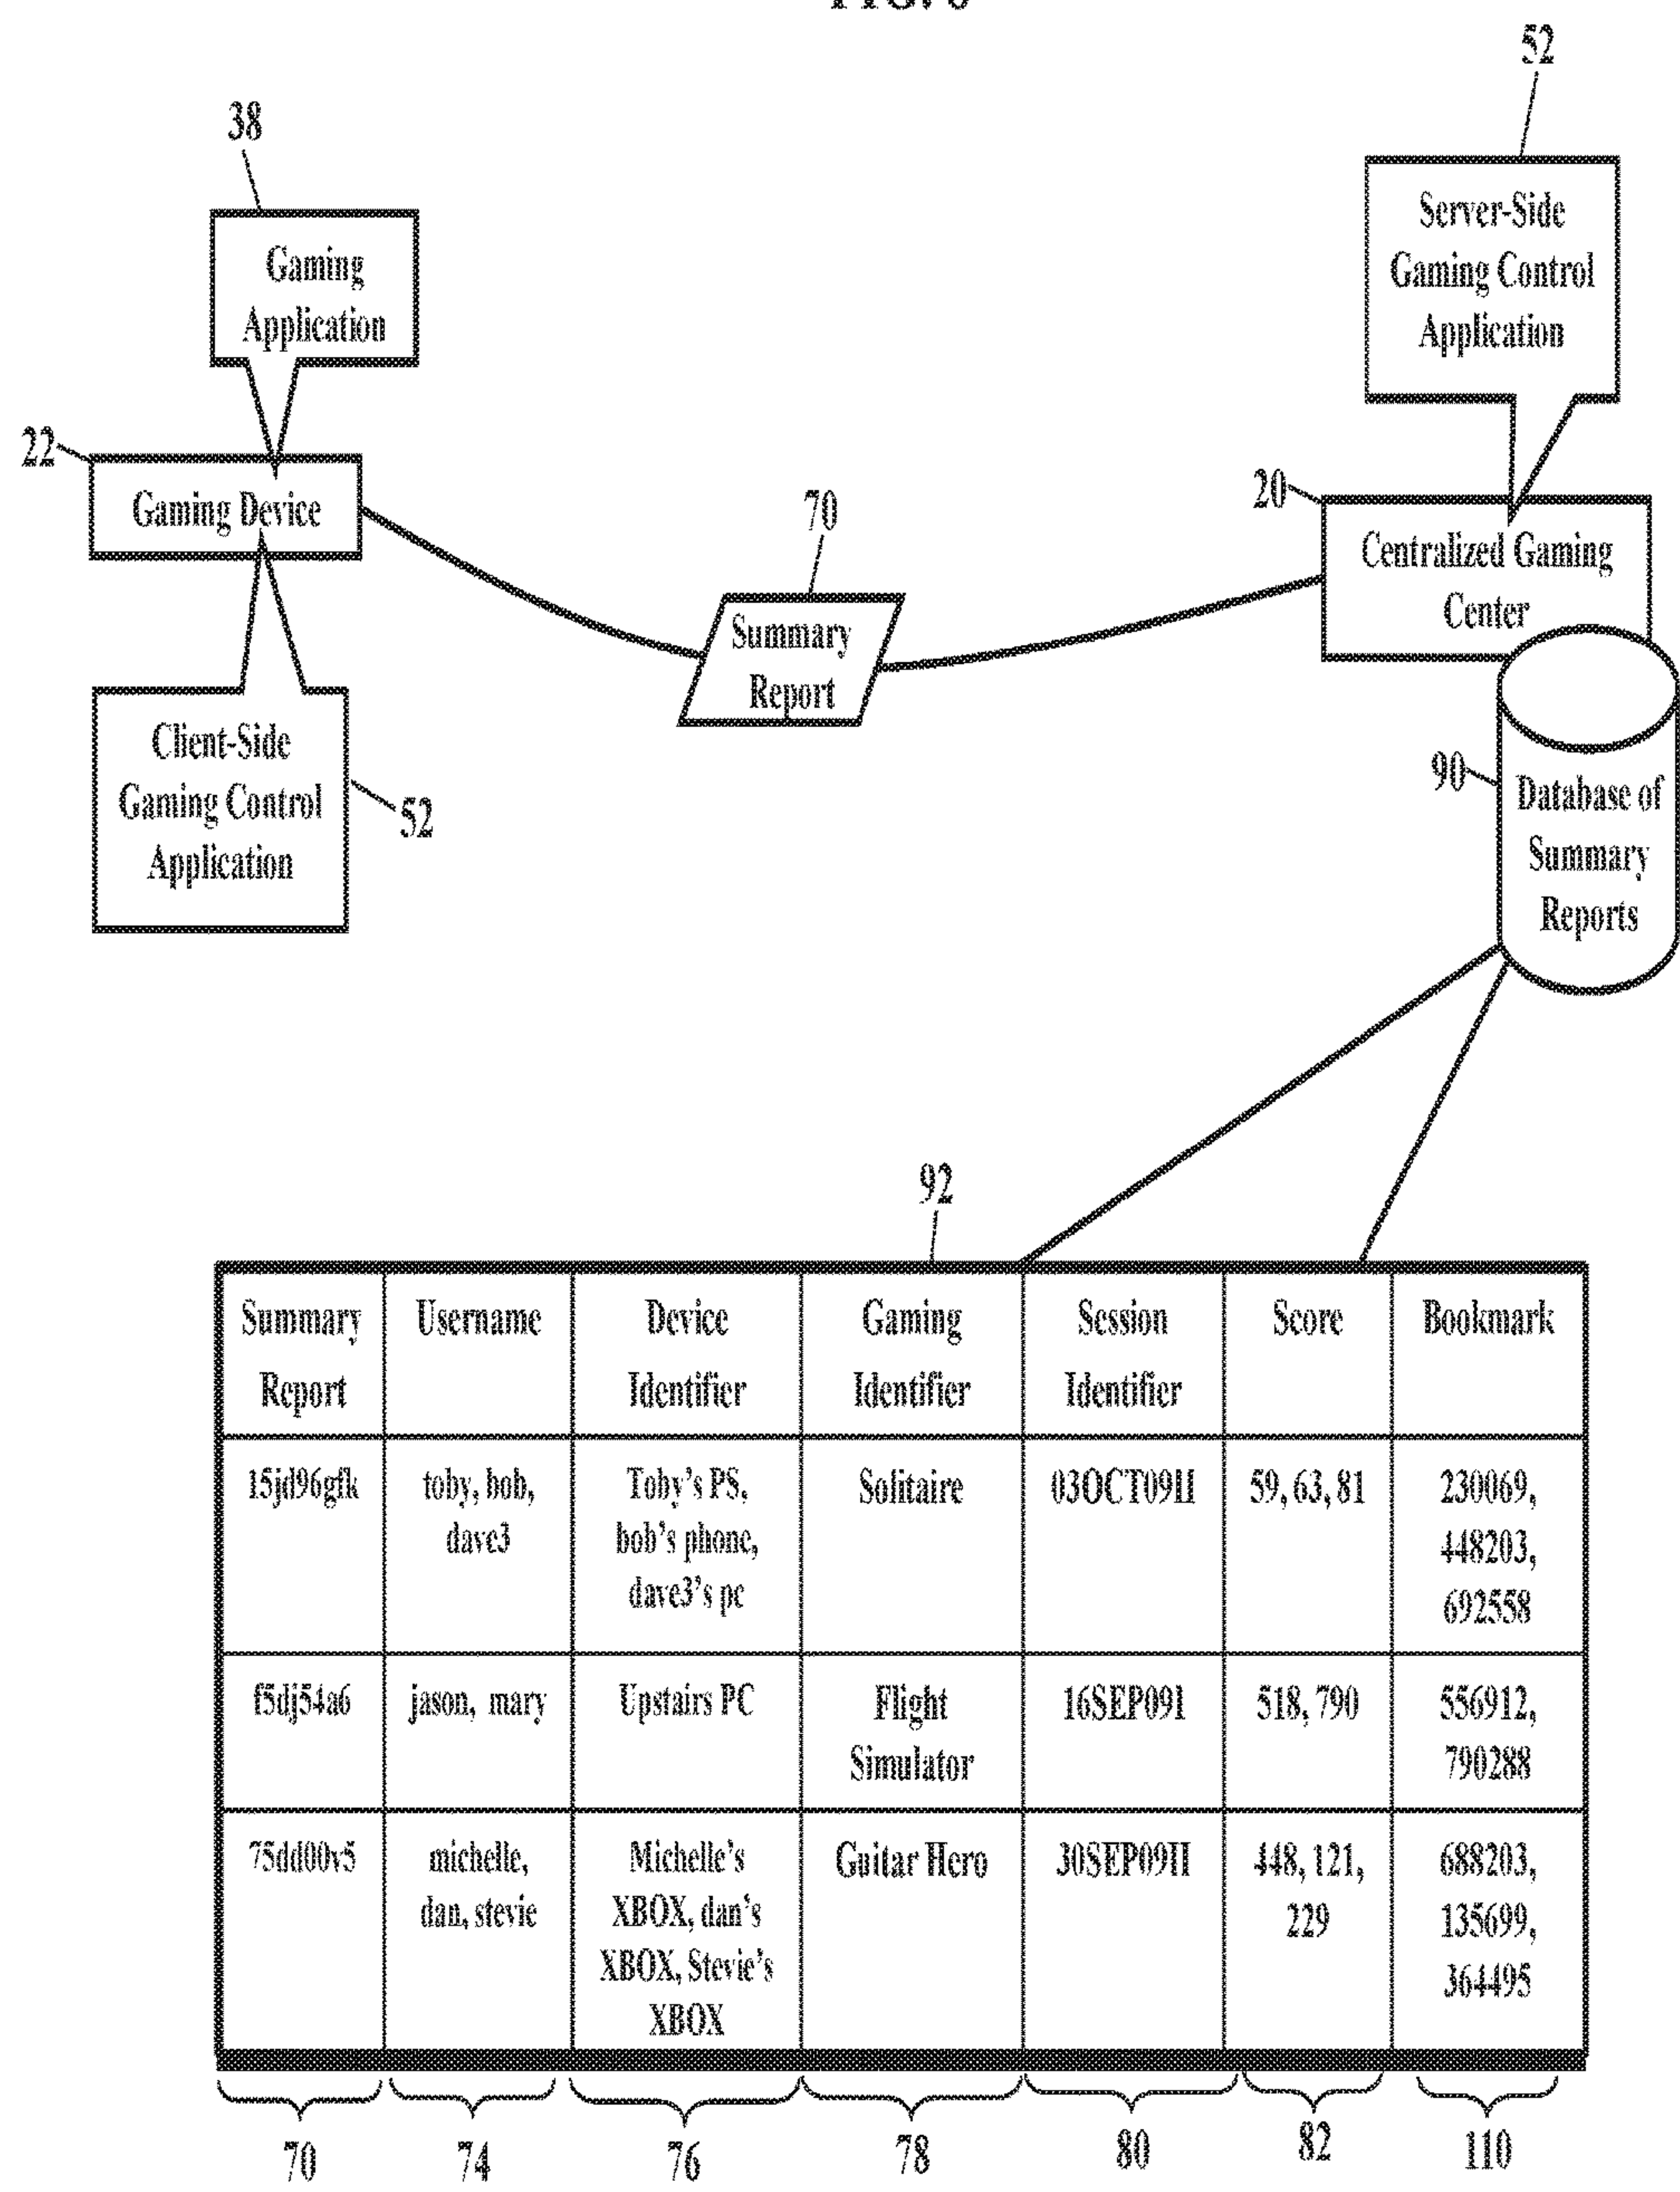 52
38
Server-Side
Gaming Control
Application
Gaming
Application
22
Gaming Device
20
Centralized Gaming
Center
70
Summary
Report
Client-Side
Gaming Control
Application
52
90
Database of
Summary
Reports
92
Summary
Report
Username
Device
Identifier
Gaming
Identifier
Session
Identifier
Score
Bookmark
15jd96gfk
toby, bob,
dave3
Toby's PS,
bob's phone,
dave3's pc
Solitaire
03OCT09II
59, 63, 81
230069,
448203,
692558
f5dj54a6
jason, mary
Upstairs PC
Flight
Simulator
16SEP09I
518, 790
556912,
790288
75dd00v5
michelle,
dan, stevie
Michelle's
XBOX, dan's
XBOX, Stevie's
XBOX
Guitar Hero
30SEP09II
448, 121,
229
688203,
135699,
364495
70
74
76
78
80
82
110